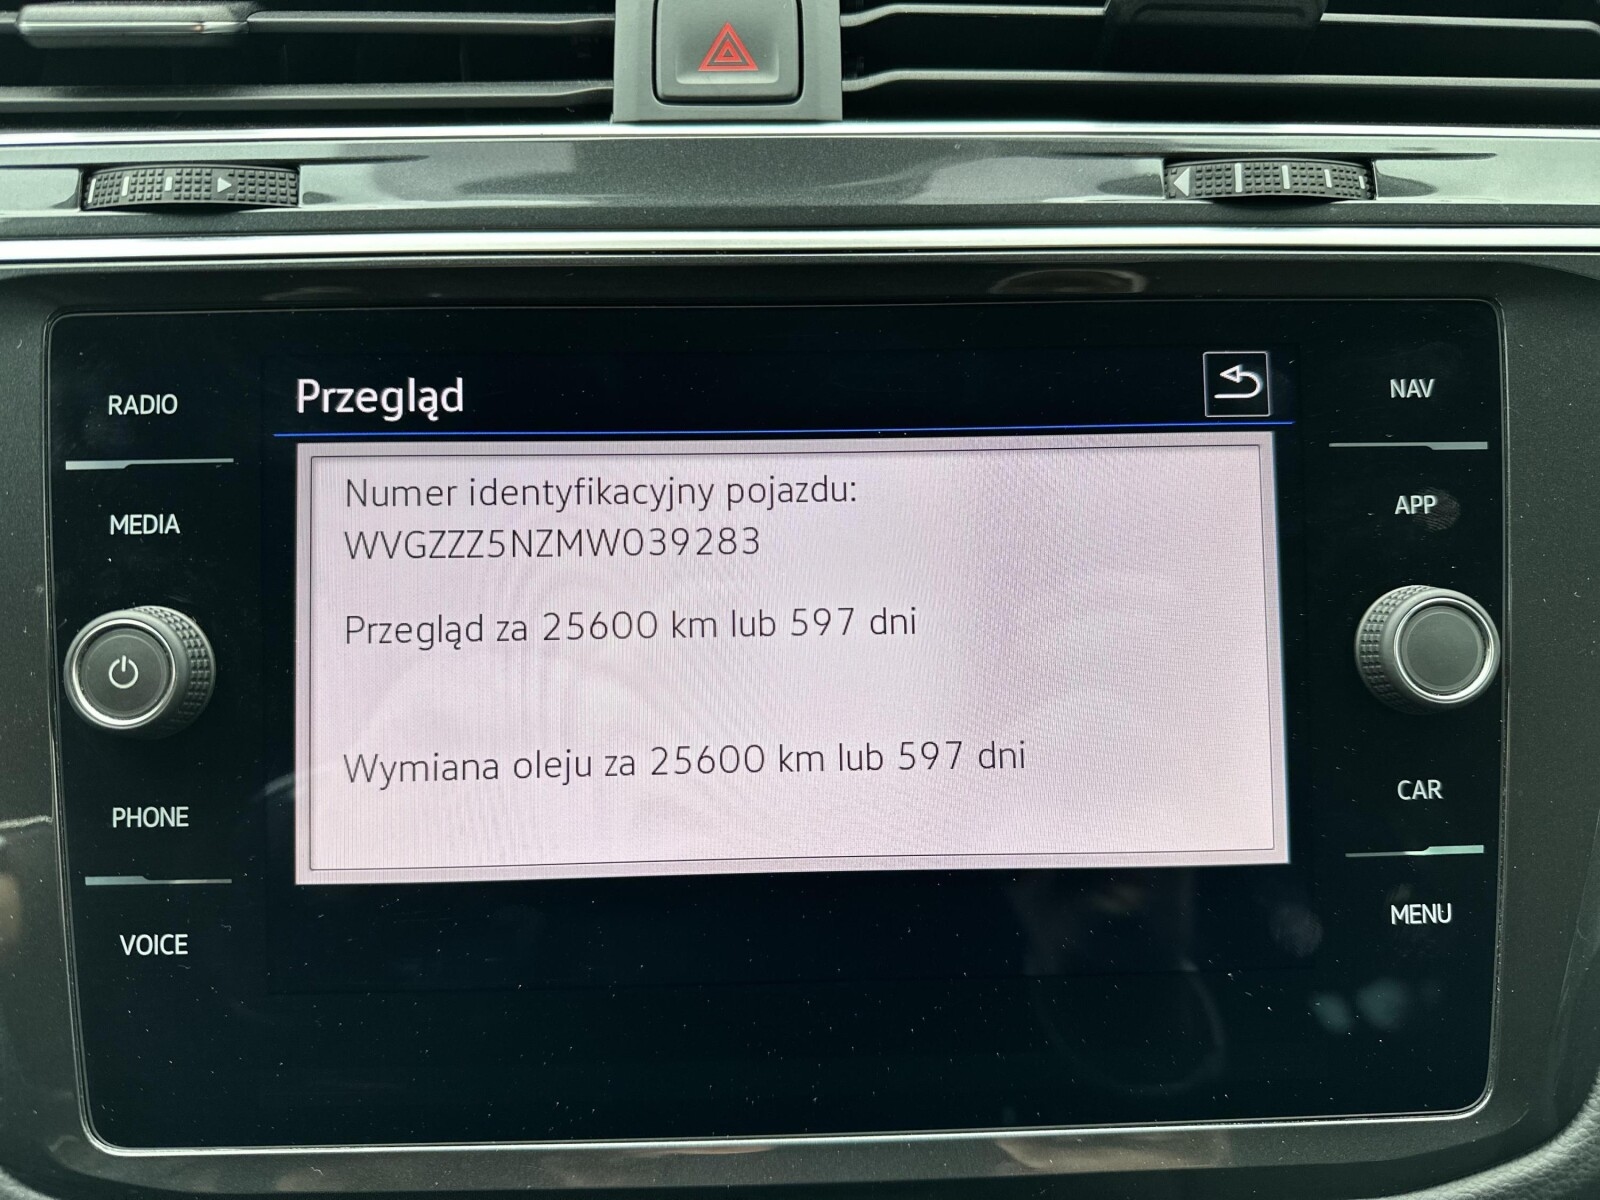 RADIO
MEDIA
PHONE
VOICE
Przegląd
Numer identyfikacyjny pojazdu:
WVGZZZ5NZMW039283
Przegląd za 25600 km lub 597 dni
Wymiana oleju za 25600 km lub 597 dni
NAV
APP
CAR
MENU